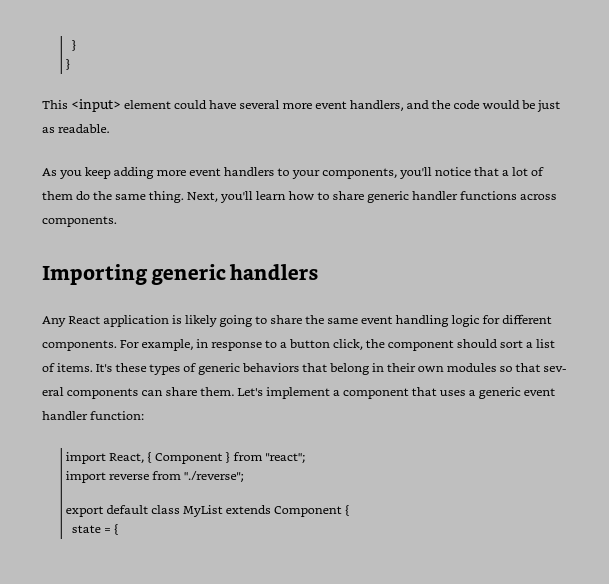 }
}
This <input> element could have several more event handlers, and the code would be just
as readable.
As you keep adding more event handlers to your components, you'll notice that a lot of
them do the same thing. Next, you'll learn how to share generic handler functions across
components.
Importing generic handlers
Any React application is likely going to share the same event handling logic for different
components. For example, in response to a button click, the component should sort a list
of items. It's these types of generic behaviors that belong in their own modules so that sev-
eral components can share them. Let's implement a component that uses a generic event
handler function:
import React, { Component } from "react";
import reverse from "./reverse";
export default class MyList extends Component {
state = {